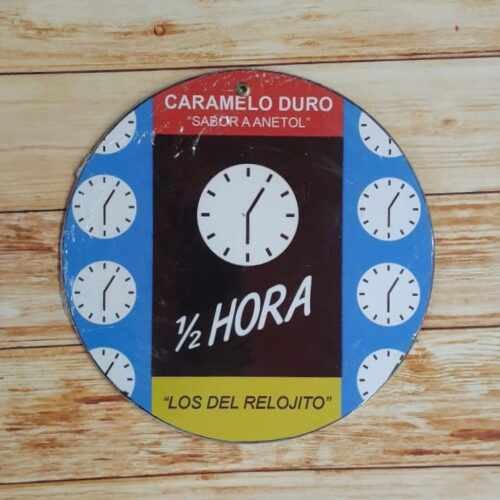 CARAMELO DURO
“SABOR A ANETOL”
½ HORA
“LOS DEL RELOJITO”